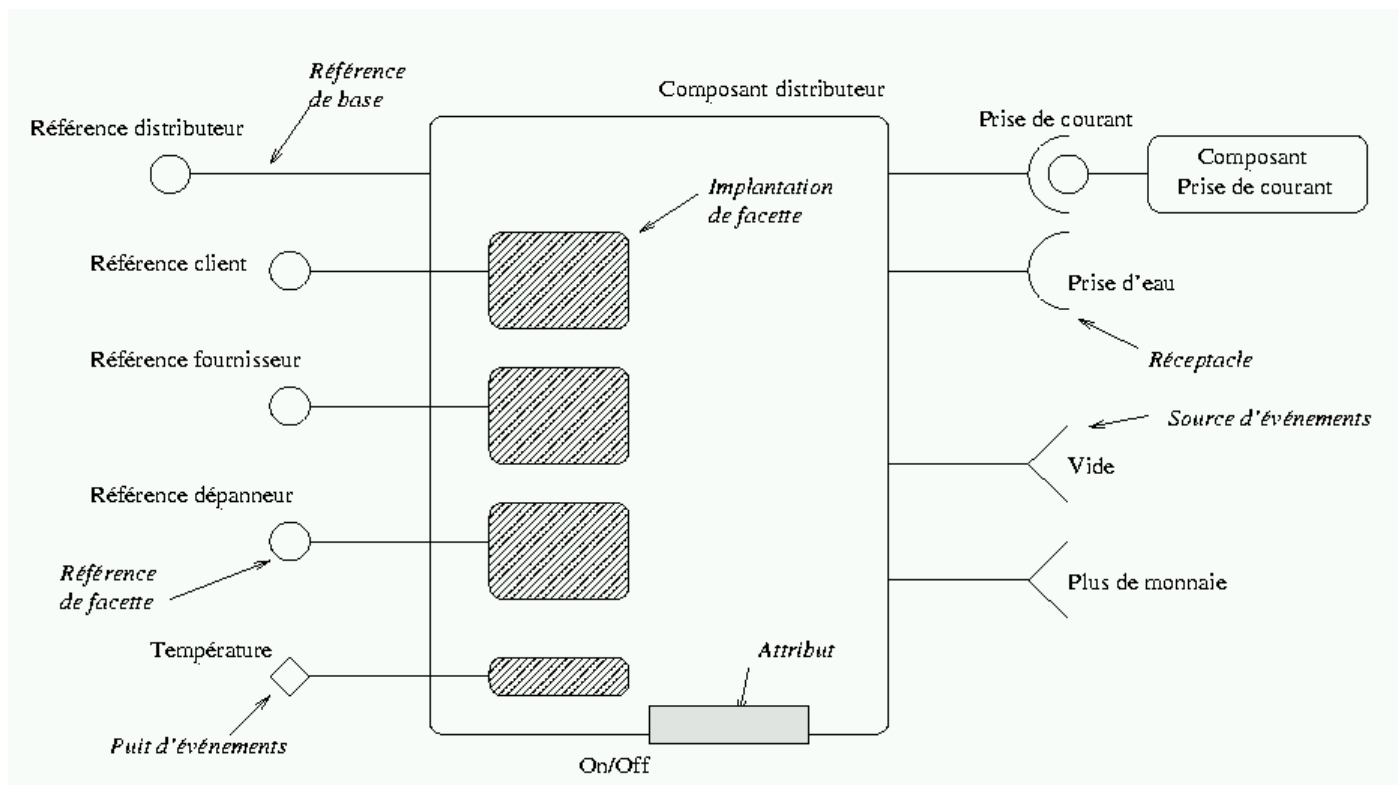 Référence
de base
Composant distributeur
Référence distributeur
Prise de courant
Composant
Prise de courant
Implantation
de facette
Référence client
Prise d'eau
Référence fournisseur
Réceptacle
Source d'événements
Vide
Référence dépanneur
Référence
de facette
Plus de monnaie
Température
Attribut
Puit d'événements
On/Off